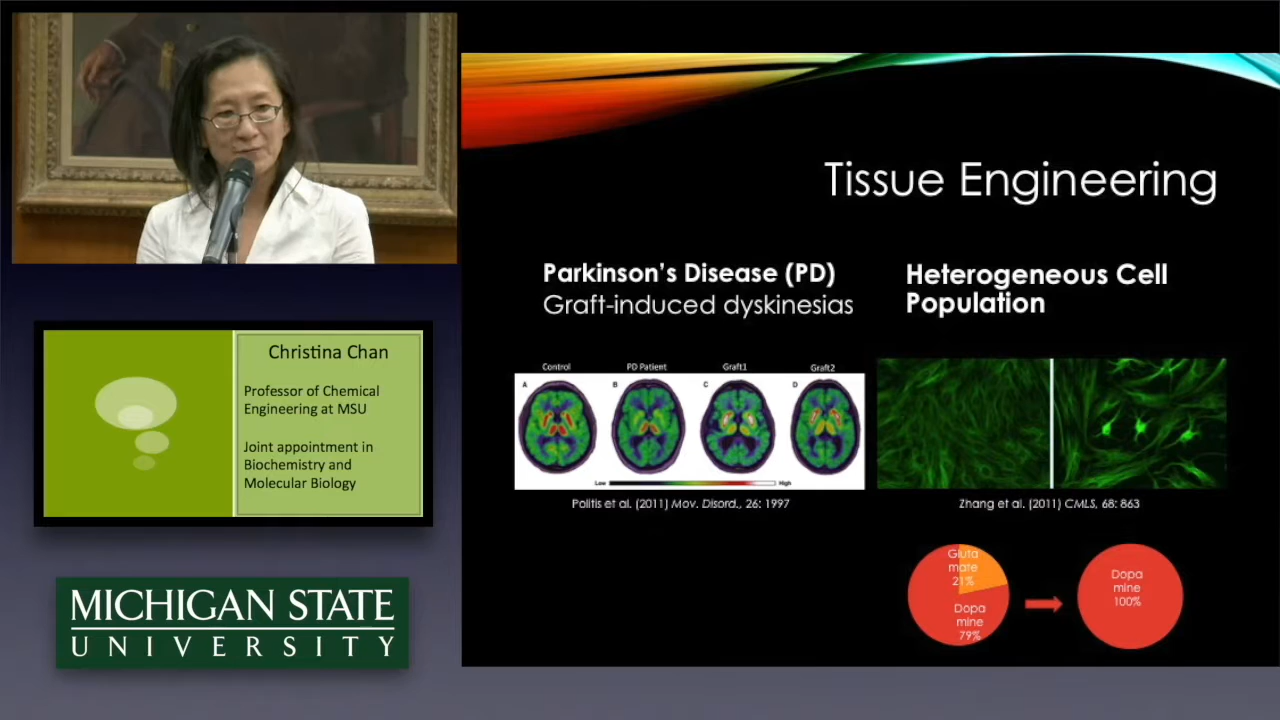 Tissue Engineering
Parkinson's Disease (PD)
Graft-induced dyskinesias
Heterogeneous Cell
Population
Control
PD Patient
Graft1
Graft2
A
B
C
D
Low
High
Politis et al. (2011) Mov. Disord., 26: 1997
Zhang et al. (2011) CMLS, 68: 863
Gluta
mate
21%
Dopa
mine
79%
Dopa
mine
100%
Christina Chan
Professor of Chemical
Engineering at MSU
Joint appointment in
Biochemistry and
Molecular Biology
MICHIGAN STATE
UNIVERSITY